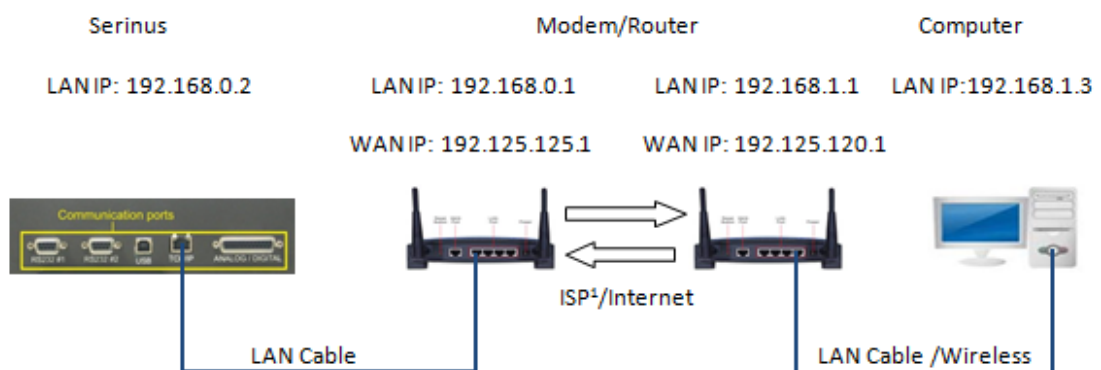 Serinus Modem/Router Computer
LAN IP: 192.168.0.2 LAN IP: 192.168.0.1 LAN IP: 192.168.1.1 LAN IP:192.168.1.3
WAN IP: 192.125.125.1 WAN IP: 192.125.120.1
Communication ports
RS232 #1 RS232 #2 USB TCP/IP ANALOG / DIGITAL
ISP¹/Internet
LAN Cable LAN Cable /Wireless